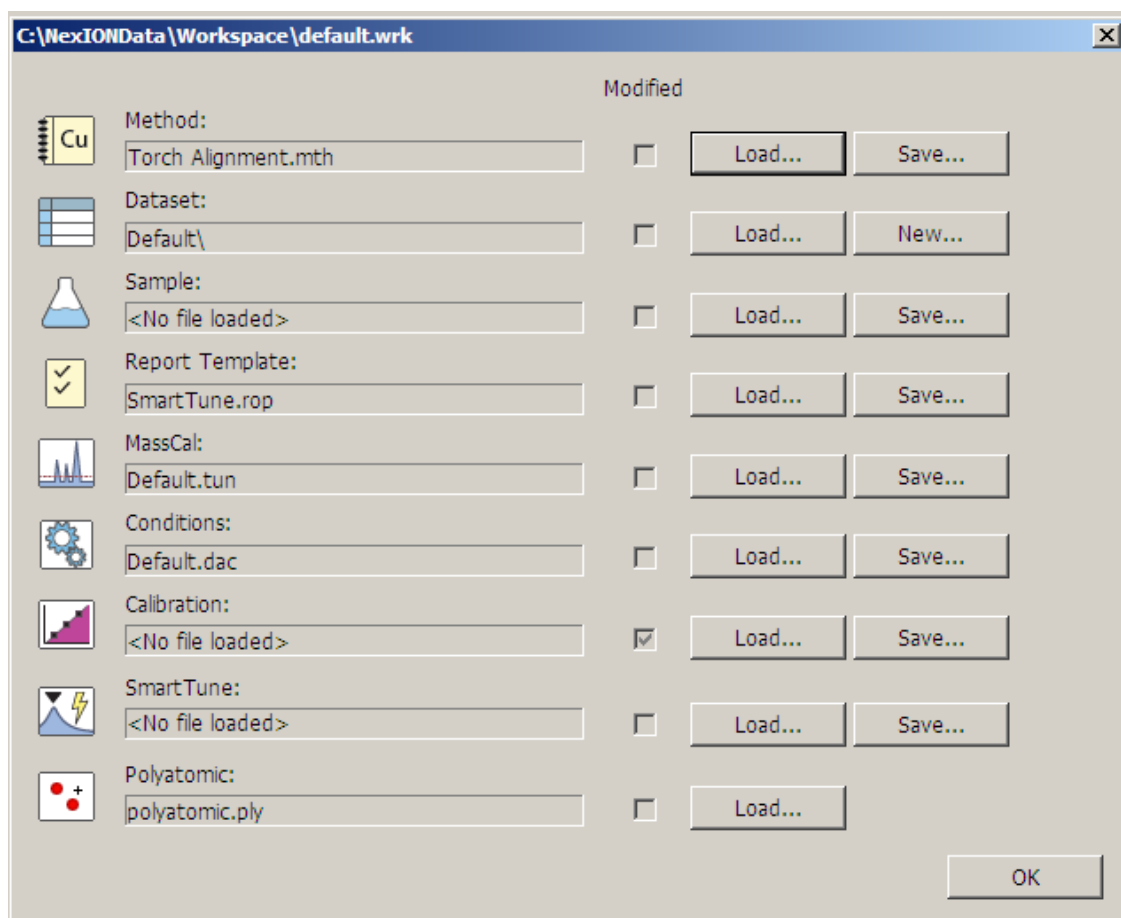 C:\NexIONData\Workspace\default.wrk
Modified
Method:
Cu Torch Alignment.mth Load... Save...
Dataset:
Default\ Load... New...
Sample:
<No file loaded> Load... Save...
Report Template:
SmartTune.rop Load... Save...
MassCal:
Default.tun Load... Save...
Conditions:
Default.dac Load... Save...
Calibration:
<No file loaded> Load... Save...
SmartTune:
<No file loaded> Load... Save...
Polyatomic:
polyatomic.ply Load...
OK